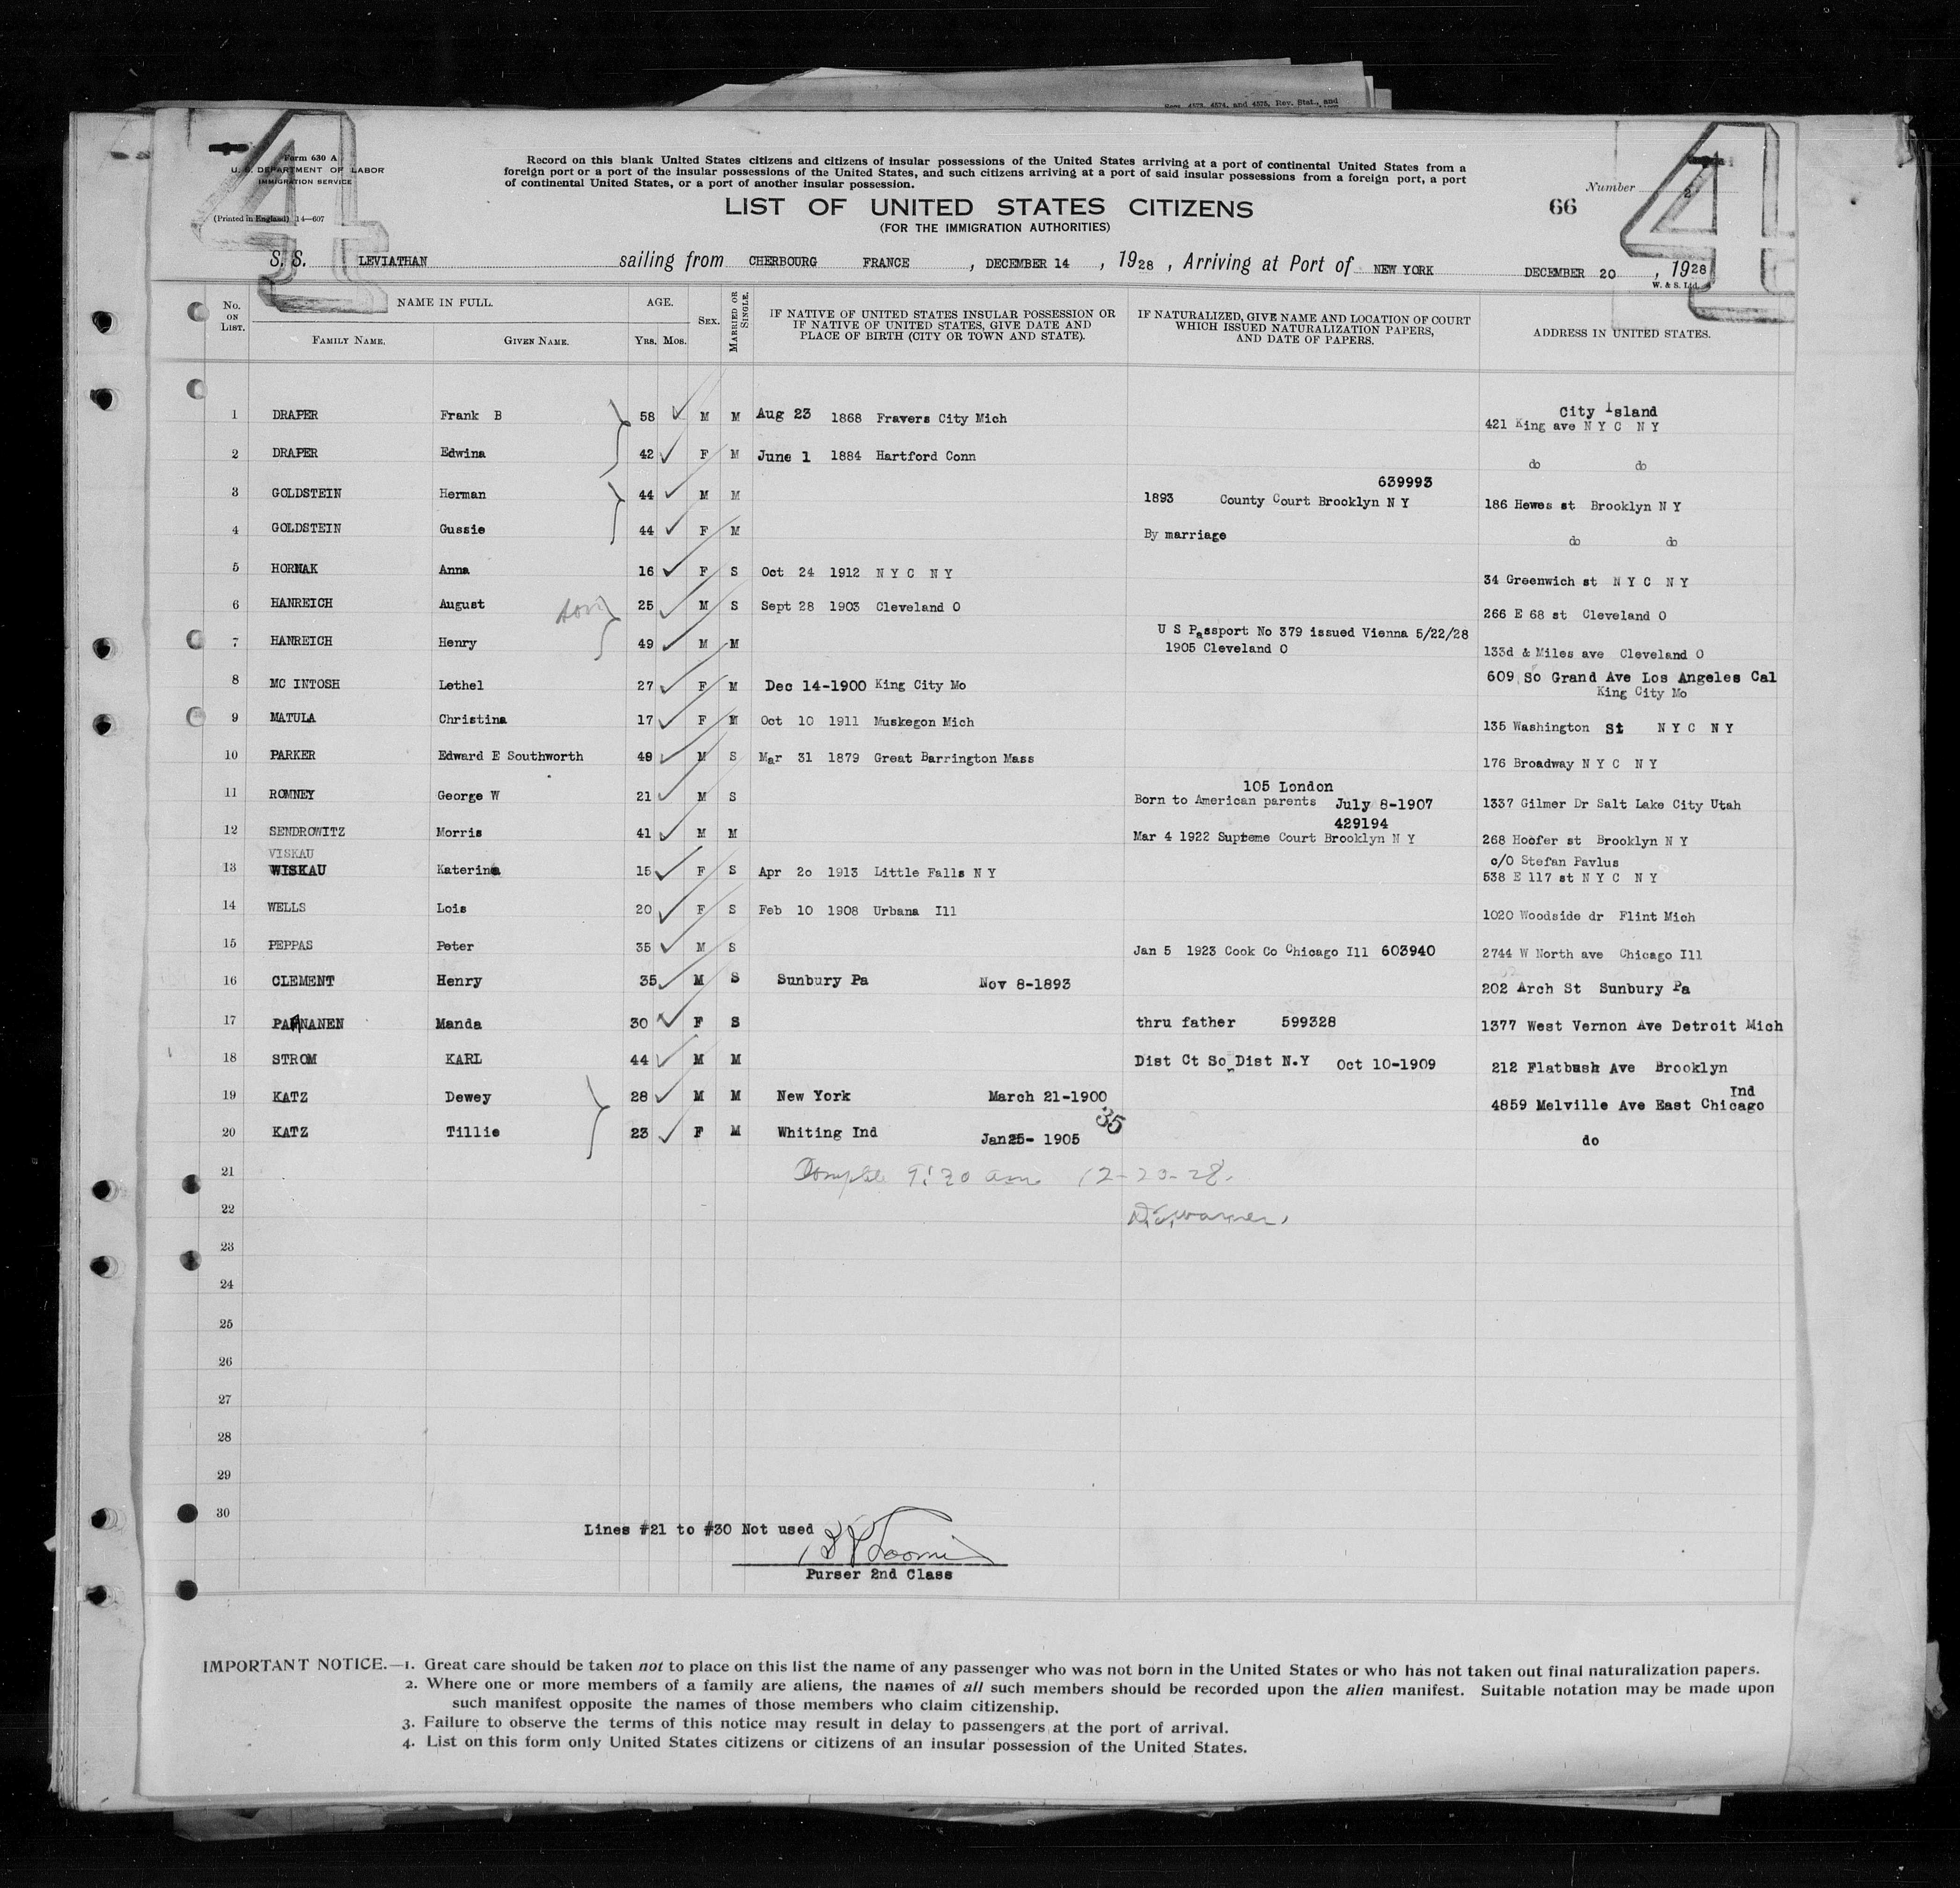 Sect. 4573, 4574, and 4575, Rev. Stat., and
4
4
Form 630 A
U. S. DEPARTMENT OF LABOR
IMMIGRATION SERVICE
(Printed in England) 14—607
Record on this blank United States citizens and citizens of insular possessions of the United States arriving at a port of continental United States from a
foreign port or a port of the insular possessions of the United States, and such citizens arriving at a port of said insular possessions from a foreign port, a port
of continental United States, or a port of another insular possession.
Number 2
LIST OF UNITED STATES CITIZENS
66
(FOR THE IMMIGRATION AUTHORITIES)
S. S. LEVIATHAN sailing from CHERBOURG FRANCE , DECEMBER 14 , 1928 , Arriving at Port of NEW YORK DECEMBER 20 , 1928
W. & S. Ltd.
No. ON LIST. NAME IN FULL. AGE. SEX. MARRIED OR SINGLE. IF NATIVE OF UNITED STATES INSULAR POSSESSION OR IF NATIVE OF UNITED STATES, GIVE DATE AND PLACE OF BIRTH (CITY OR TOWN AND STATE). IF NATURALIZED, GIVE NAME AND LOCATION OF COURT WHICH ISSUED NATURALIZATION PAPERS, AND DATE OF PAPERS. ADDRESS IN UNITED STATES.
FAMILY NAME. GIVEN NAME. YRS. MOS.
City Island
1 DRAPER Frank B 58 M M Aug 23 1868 Fravers City Mich 421 King ave N Y C N Y
2 DRAPER Edwina 42 F M June 1 1884 Hartford Conn do do
639993
3 GOLDSTEIN Herman 44 M M 1893 County Court Brooklyn N Y 186 Hewes st Brooklyn N Y
4 GOLDSTEIN Gussie 44 F M By marriage do do
5 HORNAK Anna 16 F S Oct 24 1912 N Y C N Y 34 Greenwich st N Y C N Y
6 HANREICH August son 25 M S Sept 28 1903 Cleveland O 266 E 68 st Cleveland O
U S Passport No 379 issued Vienna 5/22/28
7 HANREICH Henry 49 M M 1905 Cleveland O 133d & Miles ave Cleveland O
8 MC INTOSH Lethel 27 F M Dec 14-1900 King City Mo 609 So Grand Ave Los Angeles Cal
King City Mo
9 MATULA Christina 17 F M Oct 10 1911 Muskegon Mich 135 Washington St N Y C N Y
10 PARKER Edward E Southworth 49 M S Mar 31 1879 Great Barrington Mass 176 Broadway N Y C N Y
105 London
11 ROMNEY George W 21 M S Born to American parents July 8-1907 1337 Gilmer Dr Salt Lake City Utah
429194
12 SENDROWITZ Morris 41 M M Mar 4 1922 Supreme Court Brooklyn N Y 268 Hoofer st Brooklyn N Y
VISKAU c/o Stefan Pavlus
13 WISKAU Katerina 15 F S Apr 20 1913 Little Falls N Y 538 E 117 st N Y C N Y
14 WELLS Lois 20 F S Feb 10 1908 Urbana Ill 1020 Woodside dr Flint Mich
15 PEPPAS Peter 35 M S Jan 5 1923 Cook Co Chicago Ill 603940 2744 W North ave Chicago Ill
16 CLEMENT Henry 35 M S Sunbury Pa Nov 8-1893 202 Arch St Sunbury Pa
17 PANANEN Manda 30 F S thru father 599328 1377 West Vernon Ave Detroit Mich
18 STROM KARL 44 M M Dist Ct So Dist N.Y Oct 10-1909 212 Flatbush Ave Brooklyn
Ind
19 KATZ Dewey 28 M M New York March 21-1900 4859 Melville Ave East Chicago
35
20 KATZ Tillie 23 F M Whiting Ind Jan25- 1905 do
21 9:20 am 12-20-28.
22
23
24
25
26
27
28
29
30
Lines #21 to #30 Not used
Purser 2nd Class
IMPORTANT NOTICE.—1. Great care should be taken not to place on this list the name of any passenger who was not born in the United States or who has not taken out final naturalization papers.
2. Where one or more members of a family are aliens, the names of all such members should be recorded upon the alien manifest. Suitable notation may be made upon
such manifest opposite the names of those members who claim citizenship.
3. Failure to observe the terms of this notice may result in delay to passengers at the port of arrival.
4. List on this form only United States citizens or citizens of an insular possession of the United States.